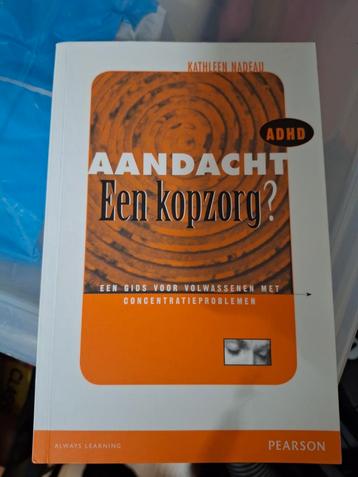 KATHLEEN NADEAU
ADHD
AANDACHT
Een kopzorg?
EEN GIDS VOOR VOLWASSENEN MET
CONCENTRATIEPROBLEMEN
ALWAYS LEARNING
PEARSON